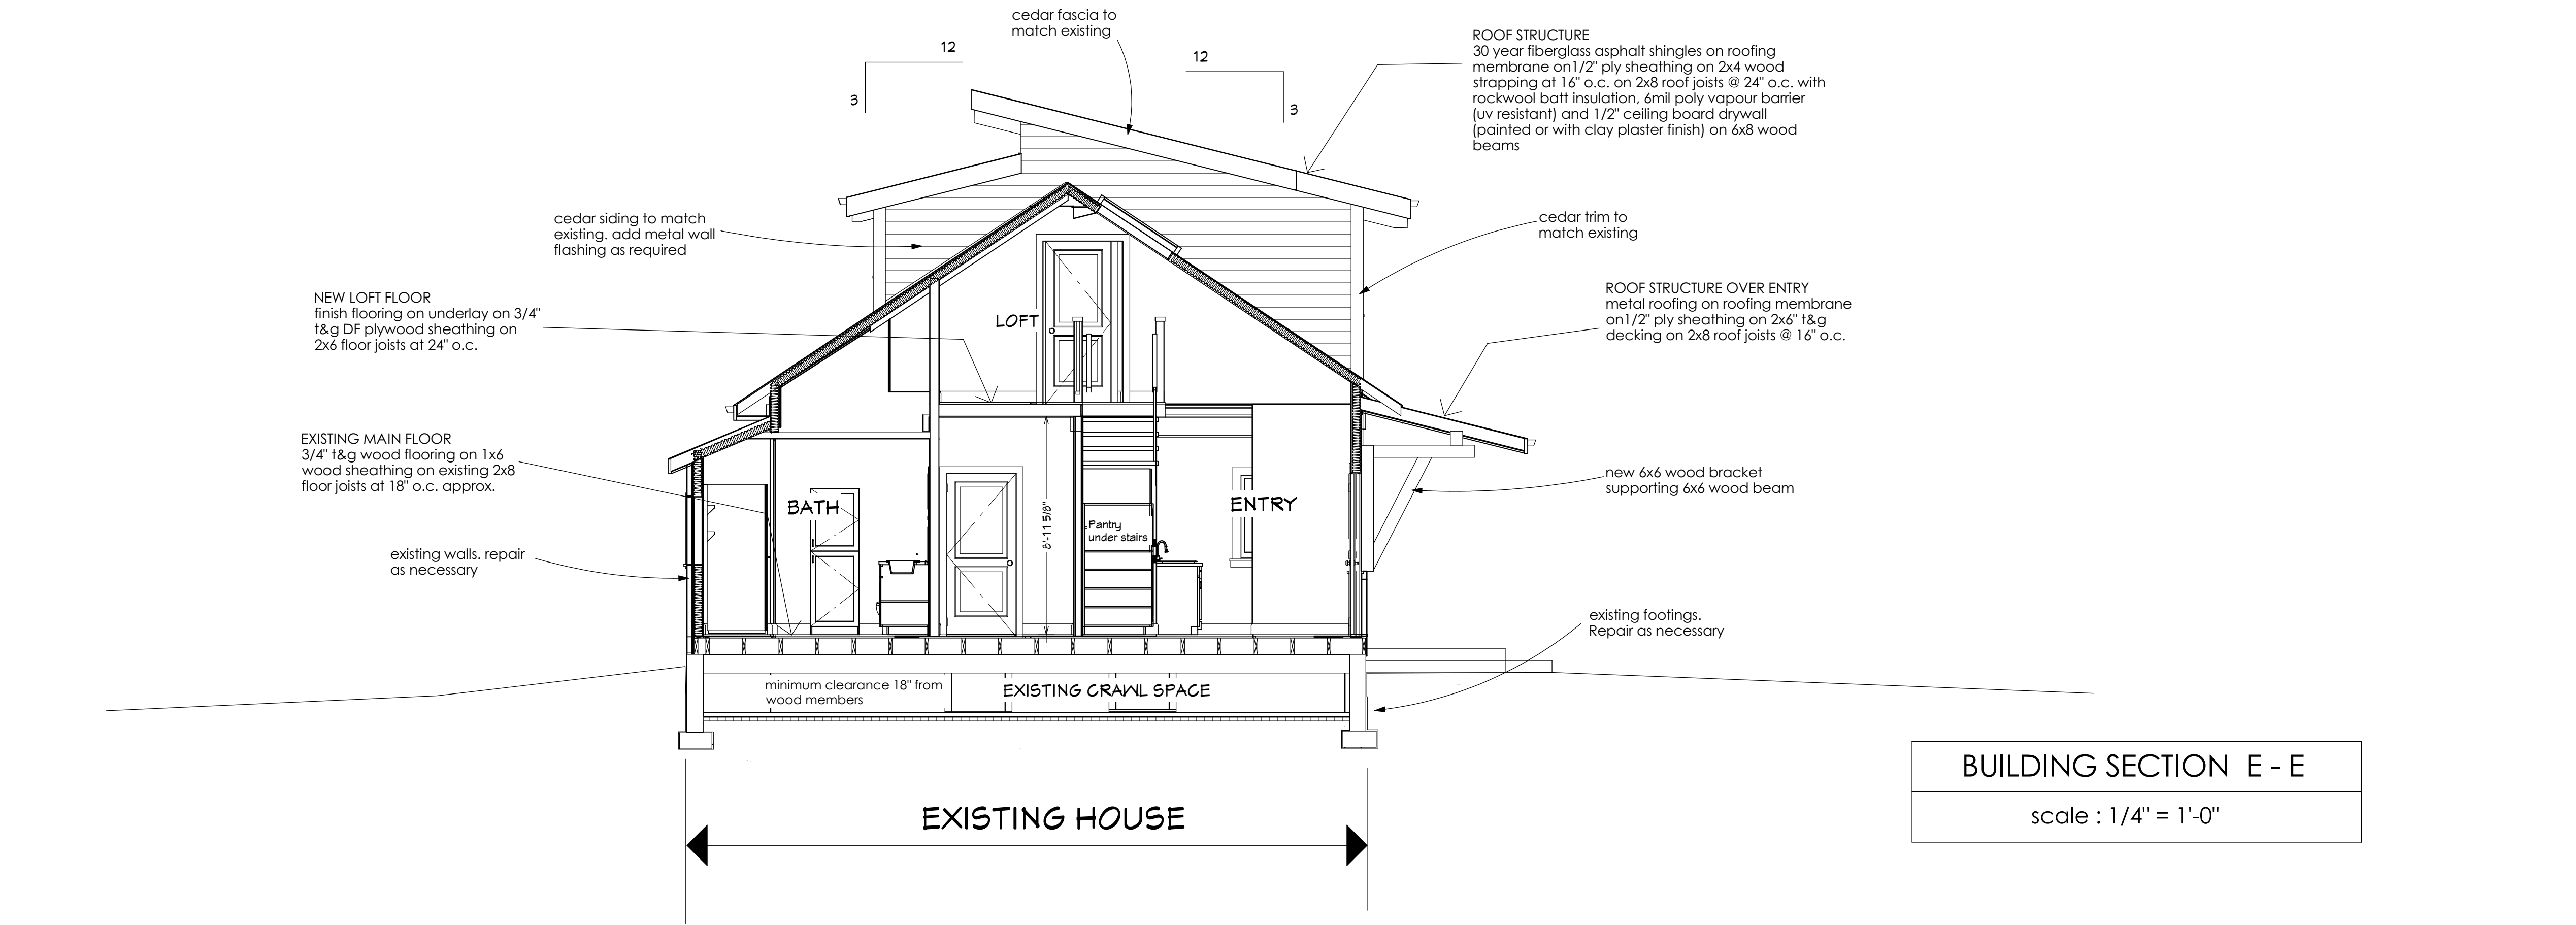 cedar fascia to
match existing
12
3
12
3
ROOF STRUCTURE
30 year fiberglass asphalt shingles on roofing
membrane on1/2" ply sheathing on 2x4 wood
strapping at 16" o.c. on 2x8 roof joists @ 24" o.c. with
rockwool batt insulation, 6mil poly vapour barrier
(uv resistant) and 1/2" ceiling board drywall
(painted or with clay plaster finish) on 6x8 wood
beams
cedar siding to match
existing. add metal wall
flashing as required
cedar trim to
match existing
NEW LOFT FLOOR
finish flooring on underlay on 3/4"
t&g DF plywood sheathing on
2x6 floor joists at 24" o.c.
LOFT
ROOF STRUCTURE OVER ENTRY
metal roofing on roofing membrane
on1/2" ply sheathing on 2x6" t&g
decking on 2x8 roof joists @ 16" o.c.
EXISTING MAIN FLOOR
3/4" t&g wood flooring on 1x6
wood sheathing on existing 2x8
floor joists at 18" o.c. approx.
BATH
8'-11 5/8"
Pantry
under stairs
ENTRY
new 6x6 wood bracket
supporting 6x6 wood beam
existing walls. repair
as necessary
existing footings.
Repair as necessary
minimum clearance 18" from
wood members
EXISTING CRAWL SPACE
EXISTING HOUSE
BUILDING SECTION E - E
scale : 1/4" = 1'-0"